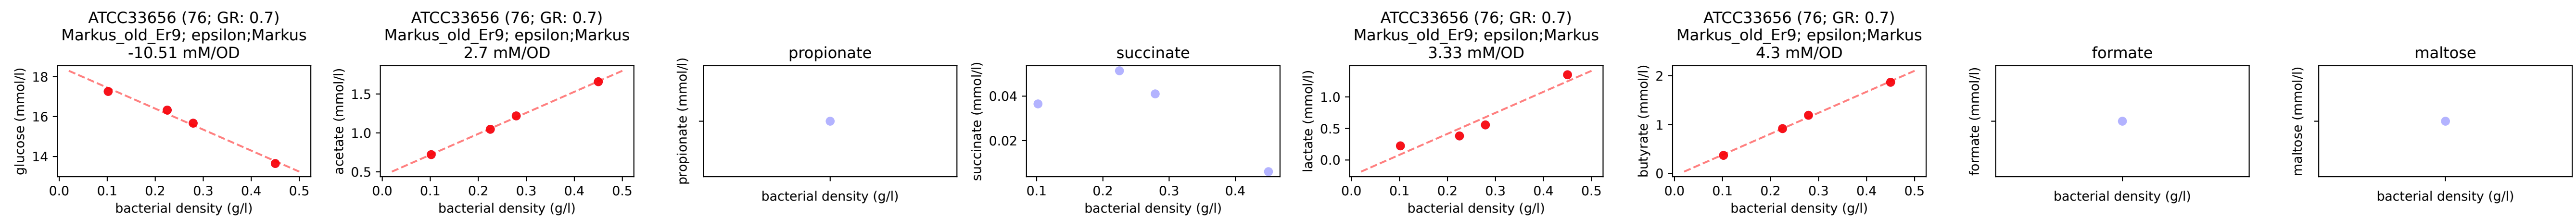 ATCC33656 (76; GR: 0.7)
Markus_old_Er9; epsilon;Markus
-10.51 mM/OD
glucose (mmol/l)
18
16
14
0.0 0.1 0.2 0.3 0.4 0.5
bacterial density (g/l)
ATCC33656 (76; GR: 0.7)
Markus_old_Er9; epsilon;Markus
2.7 mM/OD
acetate (mmol/l)
1.5
1.0
0.5
0.0 0.1 0.2 0.3 0.4 0.5
bacterial density (g/l)
propionate
propionate (mmol/l)
bacterial density (g/l)
succinate
succinate (mmol/l)
0.04
0.02
0.1 0.2 0.3 0.4
bacterial density (g/l)
ATCC33656 (76; GR: 0.7)
Markus_old_Er9; epsilon;Markus
3.33 mM/OD
lactate (mmol/l)
1.0
0.5
0.0
0.0 0.1 0.2 0.3 0.4 0.5
bacterial density (g/l)
ATCC33656 (76; GR: 0.7)
Markus_old_Er9; epsilon;Markus
4.3 mM/OD
butyrate (mmol/l)
2
1
0
0.0 0.1 0.2 0.3 0.4 0.5
bacterial density (g/l)
formate
formate (mmol/l)
bacterial density (g/l)
maltose
maltose (mmol/l)
bacterial density (g/l)